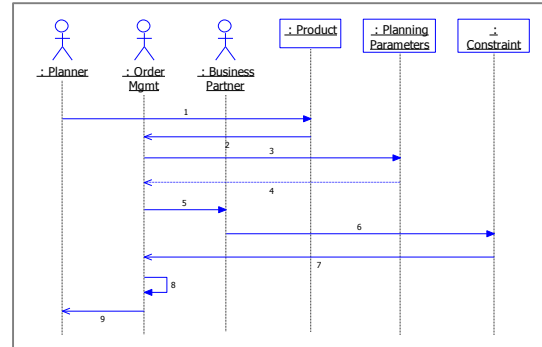 : Planner
: Order
Mgmt
: Business
Partner
: Product
: Planning
Parameters
:
Constraint
1
2
3
4
5
6
7
8
9